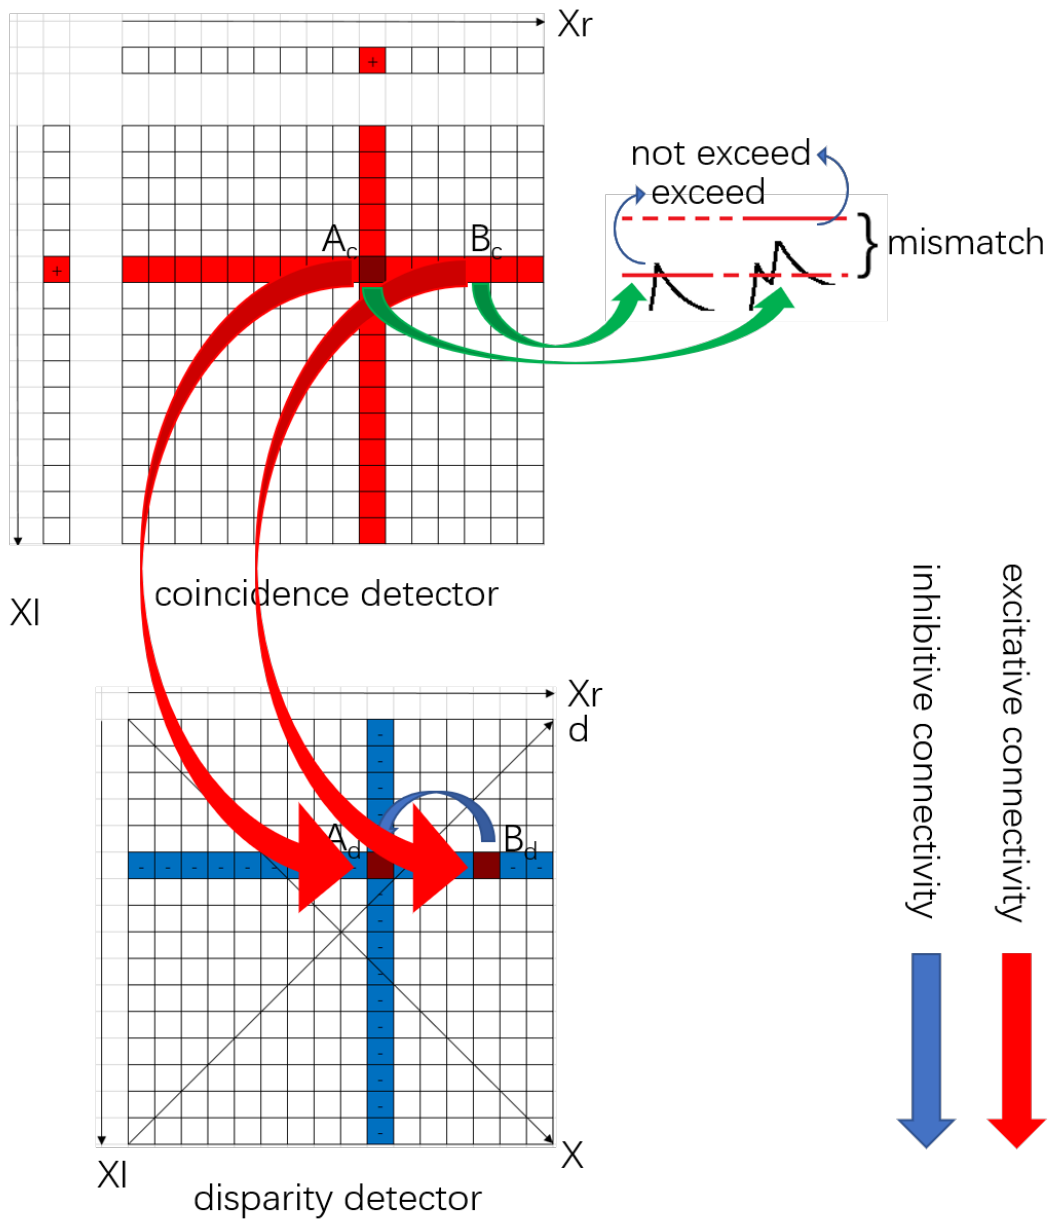 Xr
+
not exceed
exceed
Ac
Bc
mismatch
+
coincidence detector
Xl
inhibitive connectivity
excitative connectivity
Xr
d
-
-
-
Ad
Bd
- - - - - - - -
-
-
-
-
-
-
-
-
-
-
X
Xl
disparity detector